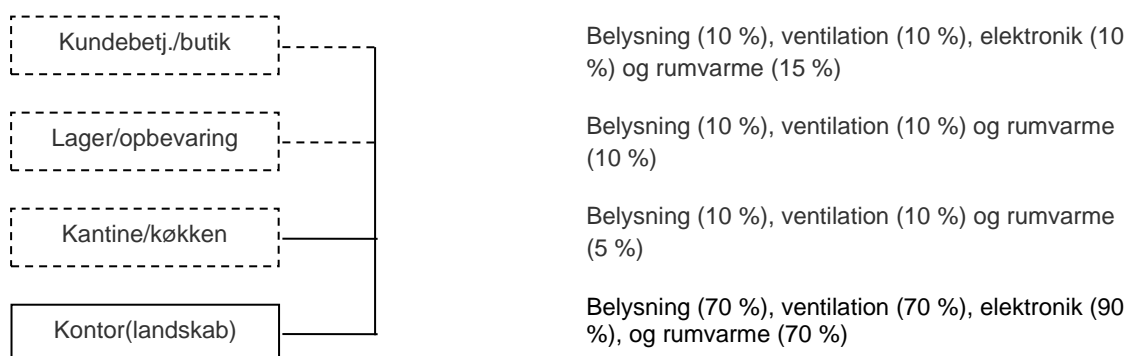 Kundebetj./butik
Belysning (10 %), ventilation (10 %), elektronik (10
%) og rumvarme (15 %)
Lager/opbevaring
Belysning (10 %), ventilation (10 %) og rumvarme
(10 %)
Kantine/køkken
Belysning (10 %), ventilation (10 %) og rumvarme
(5 %)
Kontor(landskab)
Belysning (70 %), ventilation (70 %), elektronik (90
%), og rumvarme (70 %)